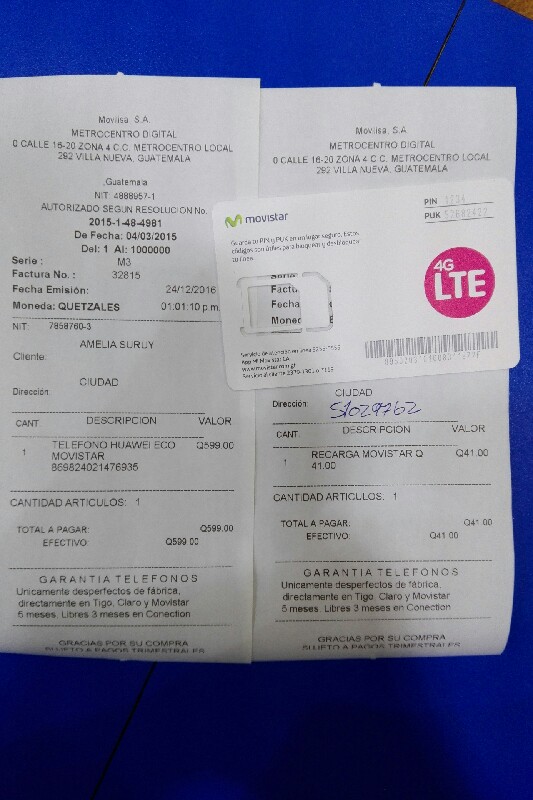 Movilisa, S.A.
METROCENTRO DIGITAL
0 CALLE 16-20 ZONA 4 C.C. METROCENTRO LOCAL
292 VILLA NUEVA, GUATEMALA
,Guatemala
NIT: 4888957-1
AUTORIZADO SEGUN RESOLUCION No.
2015-1-48-4981
De Fecha: 04/03/2015
Del: 1 Al: 1000000
Serie : M3
Factura No. : 32815
Fecha Emisión: 24/12/2016
Moneda: QUETZALES 01:01:10 p.m.
NIT: 7858760-3
AMELIA SURUY
Cliente:
CIUDAD
Dirección:
CANT. DESCRIPCION VALOR
1 TELEFONO HUAWEI ECO Q599.00
MOVISTAR
869824021476935
CANTIDAD ARTICULOS: 1
TOTAL A PAGAR: Q599.00
EFECTIVO: Q599.00
GARANTIA TELEFONOS
Unicamente desperfectos de fábrica,
directamente en Tigo, Claro y Movistar
6 meses. Libres 3 meses en Conection
GRACIAS POR SU COMPRA
SUJETO A PAGOS TRIMESTRALES
Movilisa, S.A.
METROCENTRO DIGITAL
0 CALLE 16-20 ZONA 4 C.C. METROCENTRO LOCAL
292 VILLA NUEVA, GUATEMALA
movistar
PIN
PUK
4G
LTE
Serie
Factu
Fecha
Moned
CIUDAD
Dirección: 51029762
CANT. DESCRIPCION VALOR
1 RECARGA MOVISTAR Q Q41.00
41.00
CANTIDAD ARTICULOS: 1
TOTAL A PAGAR: Q41.00
EFECTIVO: Q41.00
GARANTIA TELEFONOS
Unicamente desperfectos de fábrica,
directamente en Tigo, Claro y Movistar
6 meses. Libres 3 meses en Conection
GRACIAS POR SU COMPRA
SUJETO A PAGOS TRIMESTRALES